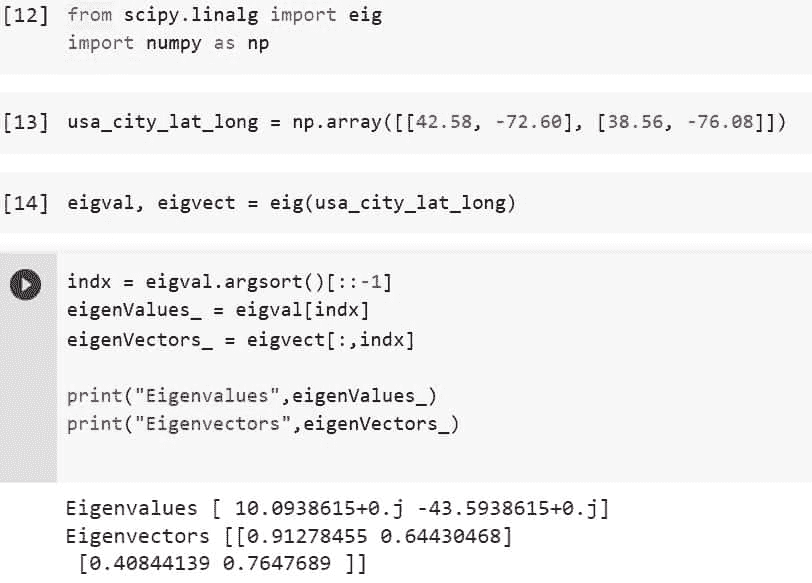 [12] from scipy.linalg import eig
import numpy as np
[13] usa_city_lat_long = np.array([[42.58, -72.60], [38.56, -76.08]])
[14] eigval, eigvect = eig(usa_city_lat_long)
indx = eigval.argsort()[::-1]
eigenValues_ = eigval[indx]
eigenVectors_ = eigvect[:,indx]
print("Eigenvalues",eigenValues_)
print("Eigenvectors",eigenVectors_)
Eigenvalues [ 10.0938615+0.j -43.5938615+0.j]
Eigenvectors [[0.91278455 0.64430468]
[0.40844139 0.7647689 ]]